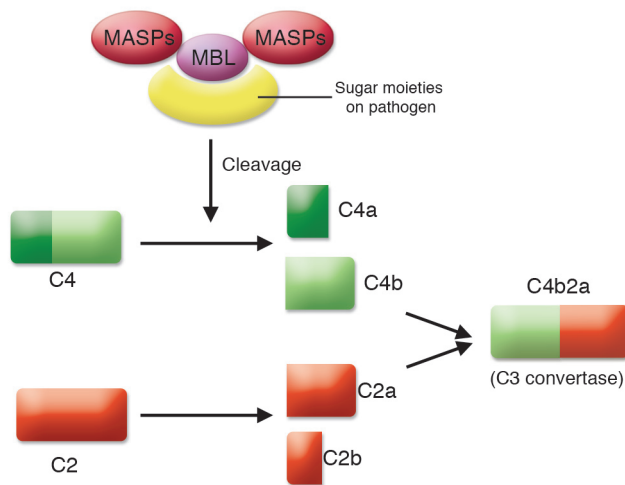 MASPs
MBL
MASPs
Sugar moieties
on pathogen
Cleavage
C4a
C4
C4b
C4b2a
(C3 convertase)
C2a
C2
C2b